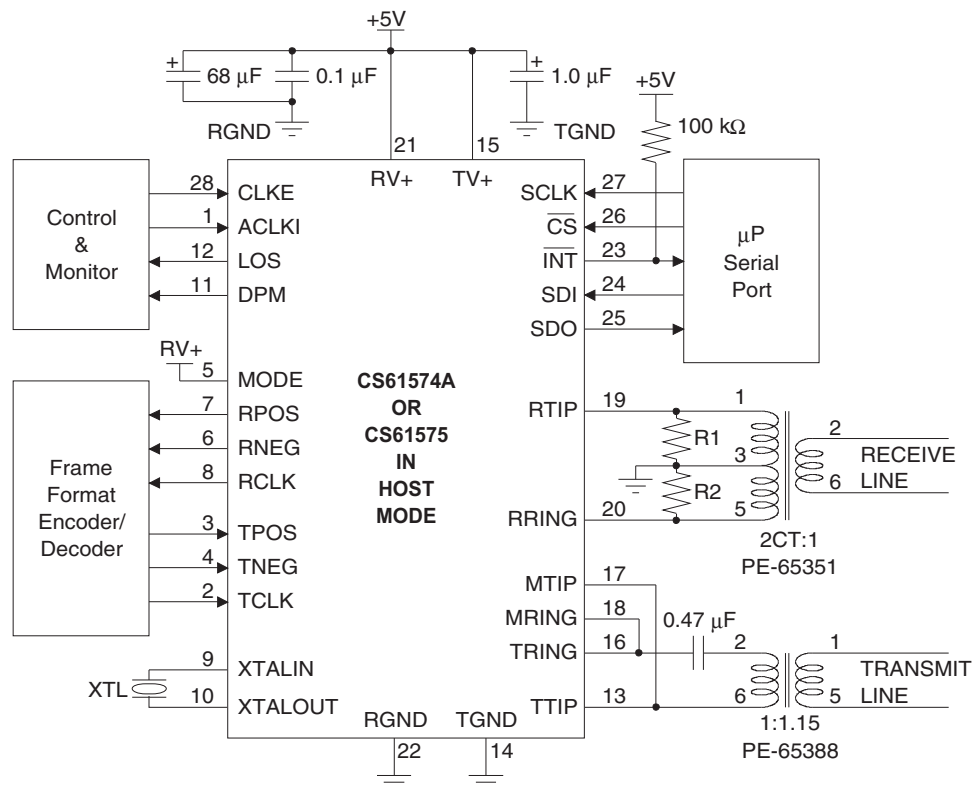 +5V
+
68 µF
0.1 µF
+
1.0 µF
+5V
RGND
TGND
100 kΩ
21
15
RV+
TV+
Control
&
Monitor
28
CLKE
1
ACLKI
12
LOS
11
DPM
SCLK
27
CS
26
INT
23
SDI
24
SDO
25
µP
Serial
Port
RV+
5
MODE
7
RPOS
6
RNEG
8
RCLK
3
TPOS
4
TNEG
2
TCLK
Frame
Format
Encoder/
Decoder
CS61574A
OR
CS61575
IN
HOST
MODE
RTIP
19
R1
R2
RRING
20
1
3
5
2
6
RECEIVE
LINE
2CT:1
PE-65351
MTIP
17
MRING
18
TRING
16
TTIP
13
0.47 µF
2
6
1
5
TRANSMIT
LINE
1:1.15
PE-65388
XTL
9
XTALIN
10
XTALOUT
RGND
TGND
22
14